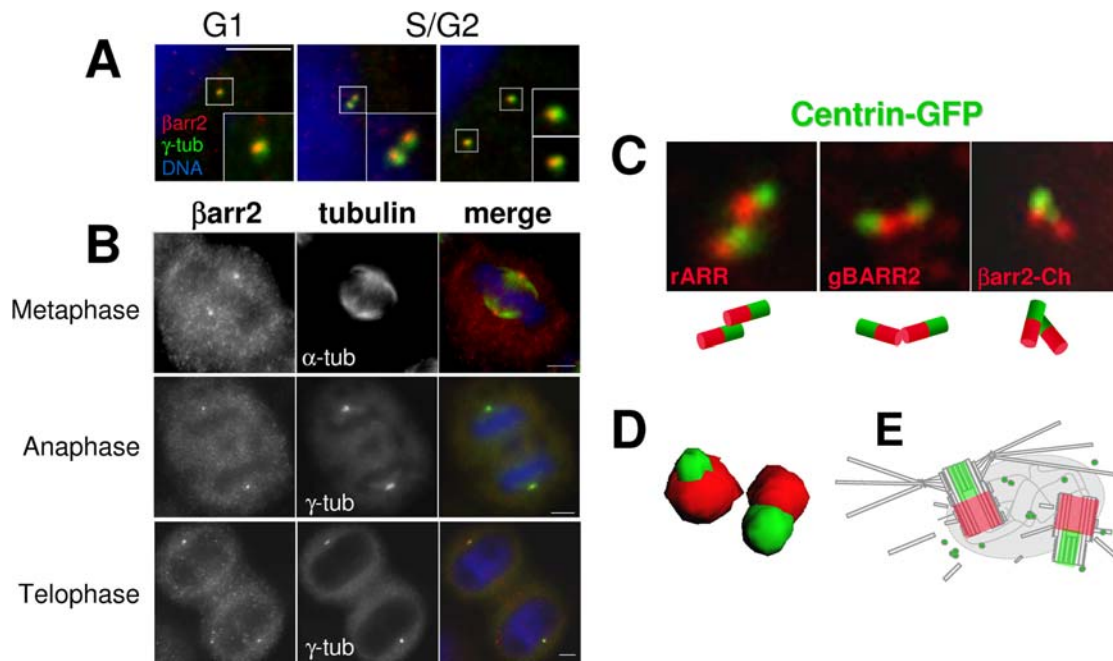 G1
S/G2
A
βarr2
γ-tub
DNA
B
βarr2 tubulin merge
Metaphase
α-tub
Anaphase
γ-tub
Telophase
γ-tub
Centrin-GFP
C
rARR
gBARR2
βarr2-Ch
D
E